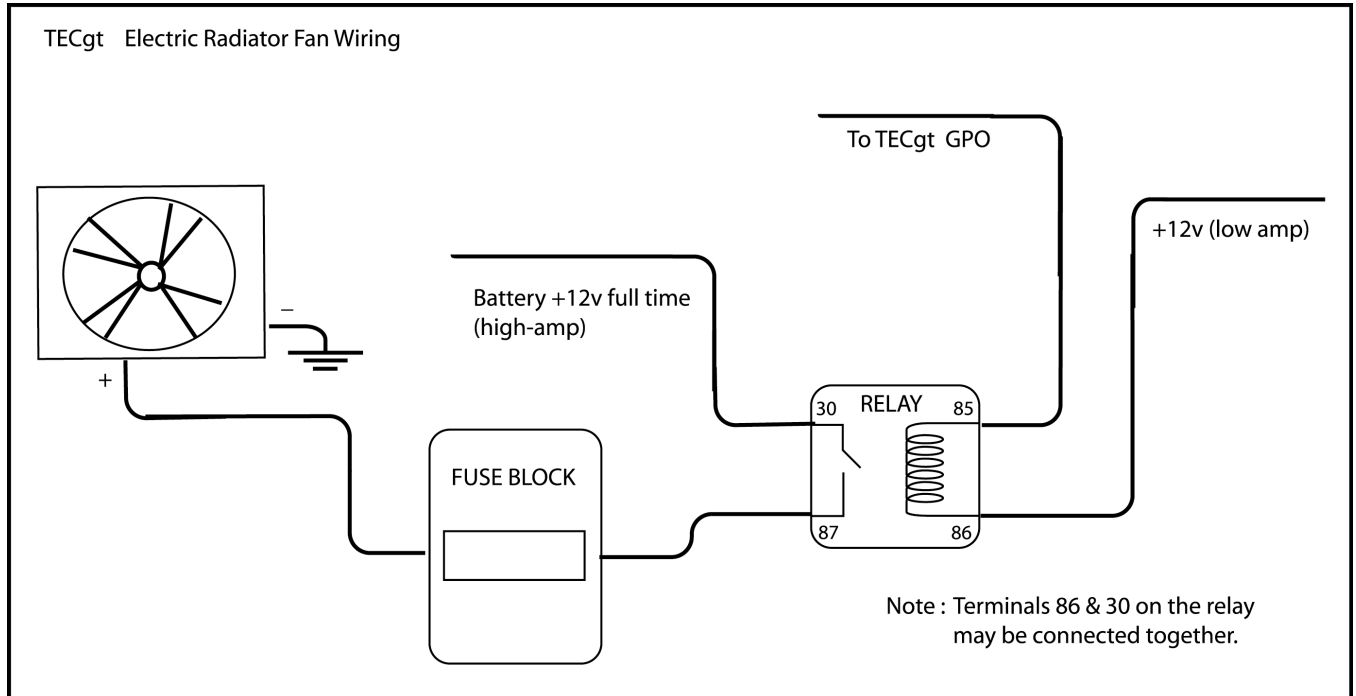 TECgt Electric Radiator Fan Wiring
To TECgt GPO
+12v (low amp)
Battery +12v full time
(high-amp)
–
+
30 RELAY 85
FUSE BLOCK
87 86
Note : Terminals 86 & 30 on the relay
may be connected together.